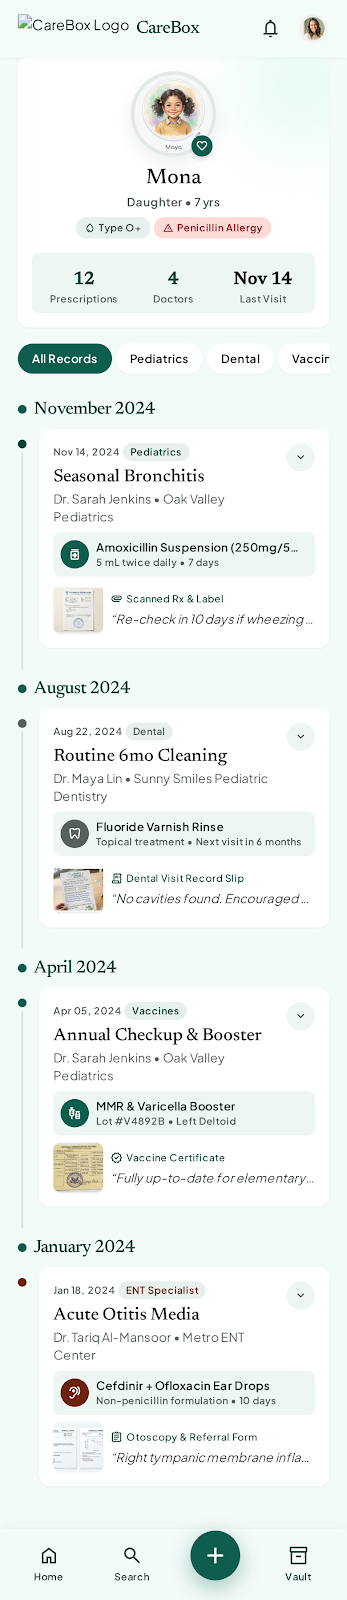 CareBox Logo CareBox
Maya
Mona
Daughter • 7 yrs
Type O+
Penicillin Allergy
12
Prescriptions
4
Doctors
Nov 14
Last Visit
All Records
Pediatrics
Dental
Vaccin
November 2024
Nov 14, 2024 Pediatrics
Seasonal Bronchitis
Dr. Sarah Jenkins • Oak Valley
Pediatrics
Amoxicillin Suspension (250mg/5...
5 mL twice daily • 7 days
Scanned Rx & Label
"Re-check in 10 days if wheezing ...
August 2024
Aug 22, 2024 Dental
Routine 6mo Cleaning
Dr. Maya Lin • Sunny Smiles Pediatric
Dentistry
Fluoride Varnish Rinse
Topical treatment • Next visit in 6 months
Dental Visit Record Slip
"No cavities found. Encouraged ...
April 2024
Apr 05, 2024 Vaccines
Annual Checkup & Booster
Dr. Sarah Jenkins • Oak Valley
Pediatrics
MMR & Varicella Booster
Lot #V4892B • Left Deltoid
Vaccine Certificate
"Fully up-to-date for elementary...
January 2024
Jan 18, 2024 ENT Specialist
Acute Otitis Media
Dr. Tariq Al-Mansoor • Metro ENT
Center
Cefdinir + Ofloxacin Ear Drops
Non-penicillin formulation • 10 days
Otoscopy & Referral Form
"Right tympanic membrane infla...
Home
Search
Vault